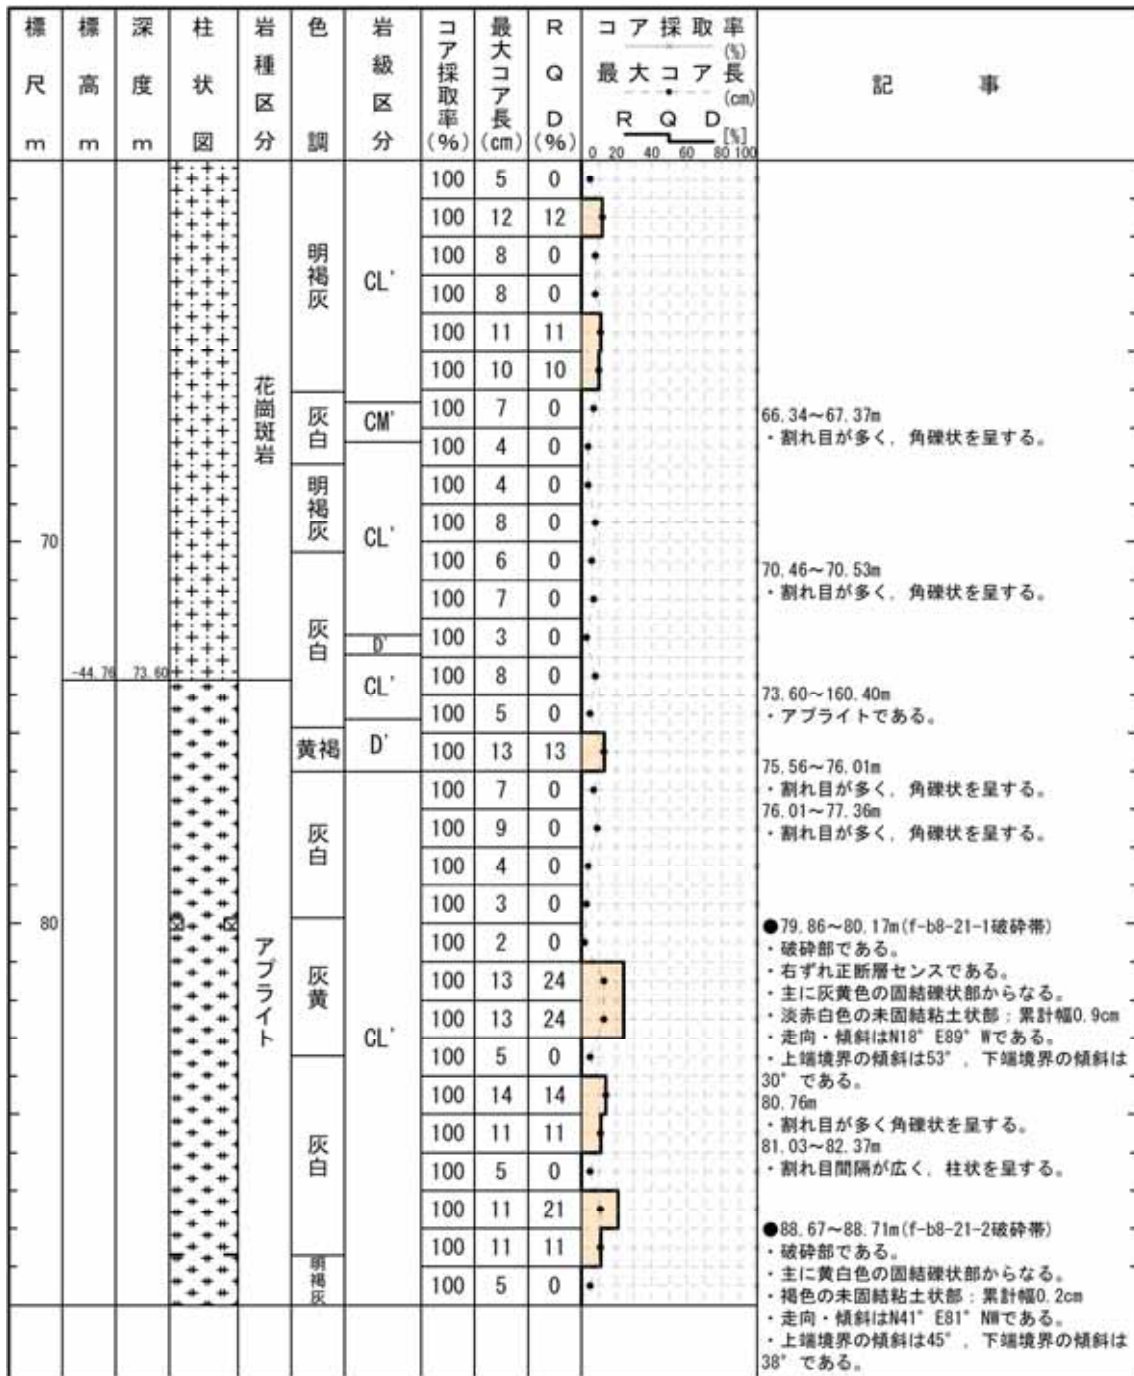 標尺m
標高m
深度m
柱状図
岩種区分
色調
岩級区分
コア採取率(%)
最大コア長(cm)
RQD(%)
コア採取率(%)
最大コア長(cm)
RQD[%]
0 20 40 60 80 100
記事
70
80
-44.76 73.60
花崗斑岩
アプライト
明褐灰
灰白
明褐灰
灰白
黄褐
灰白
灰黄
灰白
明褐灰
CL'
CM'
CL'
D'
CL'
D'
CL'
100 5 0
100 12 12
100 8 0
100 8 0
100 11 11
100 10 10
100 7 0
100 4 0
100 4 0
100 8 0
100 6 0
100 7 0
100 3 0
100 8 0
100 5 0
100 13 13
100 7 0
100 9 0
100 4 0
100 3 0
100 2 0
100 13 24
100 13 24
100 5 0
100 14 14
100 11 11
100 5 0
100 11 21
100 11 11
100 5 0
66.34～67.37m
・割れ目が多く，角礫状を呈する。
70.46～70.53m
・割れ目が多く，角礫状を呈する。
73.60～160.40m
・アプライトである。
75.56～76.01m
・割れ目が多く，角礫状を呈する。
76.01～77.36m
・割れ目が多く，角礫状を呈する。
●79.86～80.17m(f-b8-21-1破砕帯)
・破砕部である。
・右ずれ正断層センスである。
・主に灰黄色の固結礫状部からなる。
・淡赤白色の未固結粘土状部：累計幅0.9cm
・走向・傾斜はN18°E89°Wである。
・上端境界の傾斜は53°，下端境界の傾斜は
30°である。
80.76m
・割れ目が多く角礫状を呈する。
81.03～82.37m
・割れ目間隔が広く，柱状を呈する。
●88.67～88.71m(f-b8-21-2破砕帯)
・破砕部である。
・主に黄白色の固結礫状部からなる。
・褐色の未固結粘土状部：累計幅0.2cm
・走向・傾斜はN41°E81°NWである。
・上端境界の傾斜は45°，下端境界の傾斜は
38°である。